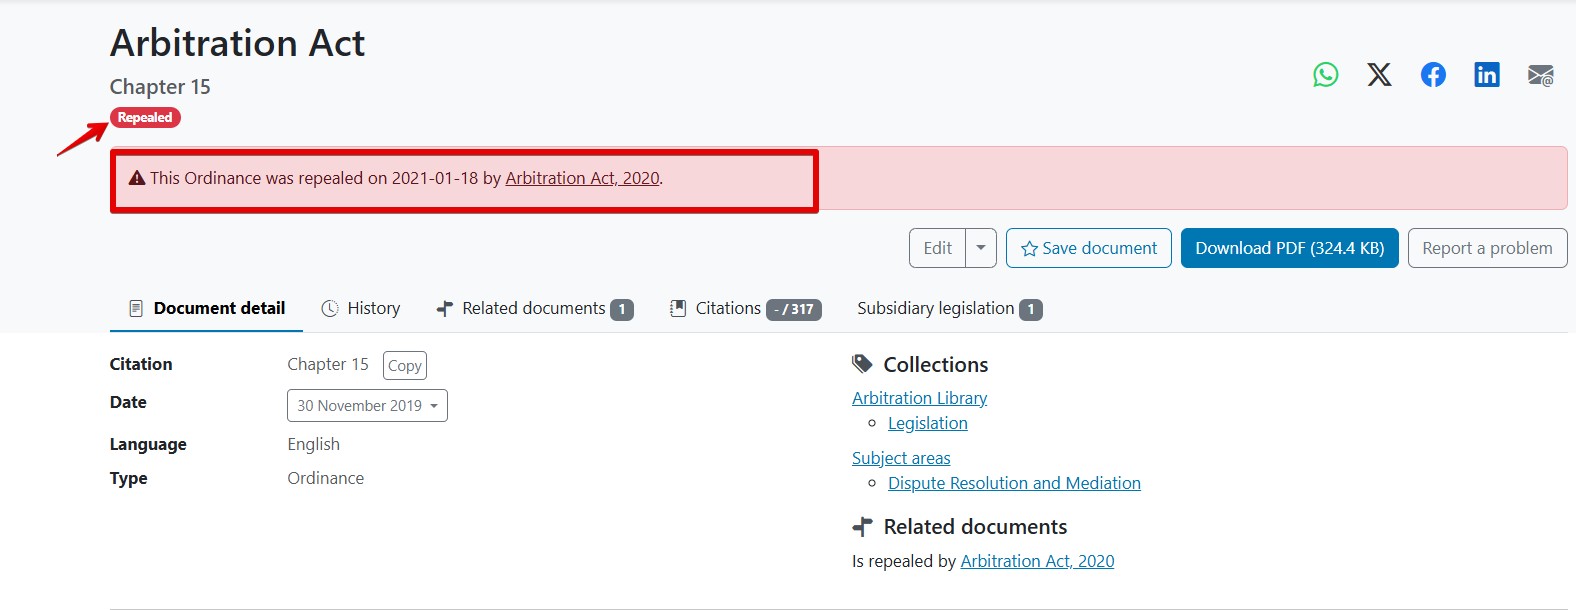 Arbitration Act
Chapter 15
Repealed
This Ordinance was repealed on 2021-01-18 by Arbitration Act, 2020.
Edit Save document Download PDF (324.4 KB) Report a problem
Document detail History Related documents 1 Citations - / 317 Subsidiary legislation 1
Citation Chapter 15 Copy
Date 30 November 2019
Language English
Type Ordinance
Collections
Arbitration Library
Legislation
Subject areas
Dispute Resolution and Mediation
Related documents
Is repealed by Arbitration Act, 2020